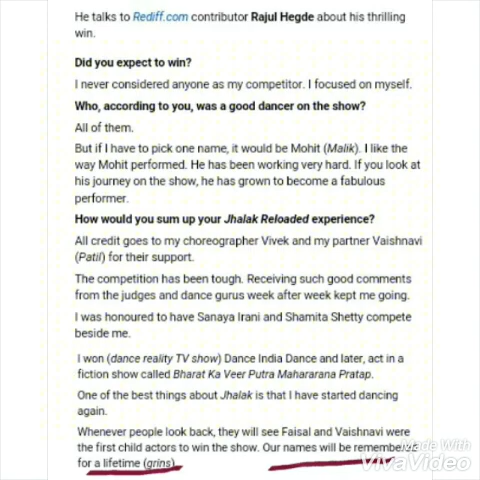 He talks to Rediff.com contributor Rajul Hegde about his thrilling
win.
Did you expect to win?
I never considered anyone as my competitor. I focused on myself.
Who, according to you, was a good dancer on the show?
All of them.
But if I have to pick one name, it would be Mohit (Malik). I like the
way Mohit performed. He has been working very hard. If you look at
his journey on the show, he has grown to become a fabulous
performer.
How would you sum up your Jhalak Reloaded experience?
All credit goes to my choreographer Vivek and my partner Vaishnavi
(Patil) for their support.
The competition has been tough. Receiving such good comments
from the judges and dance gurus week after week kept me going.
I was honoured to have Sanaya Irani and Shamita Shetty compete
beside me.
I won (dance reality TV show) Dance India Dance and later, act in a
fiction show called Bharat Ka Veer Putra Mahararana Pratap.
One of the best things about Jhalak is that I have started dancing
again.
Whenever people look back, they will see Faisal and Vaishnavi were
the first child actors to win the show. Our names will be remembered
for a lifetime (grins).
Made With
VivaVideo